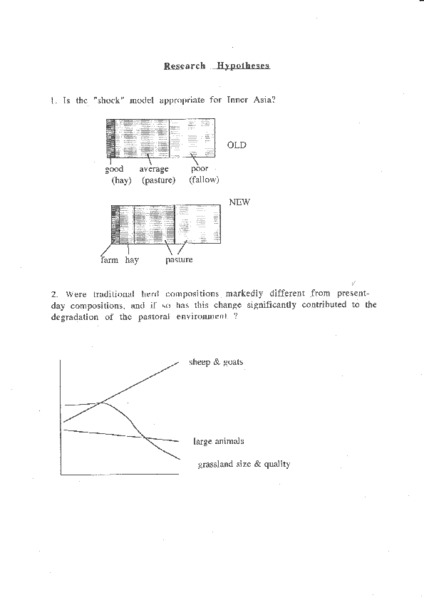 Research Hypotheses
1. Is the "shock" model appropriate for Inner Asia?
OLD
good average poor
(hay) (pasture) (fallow)
NEW
farm hay pasture
2. Were traditional herd compositions markedly different from present-
day compositions, and if so has this change significantly contributed to the
degradation of the pastoral environment ?
sheep & goats
large animals
grassland size & quality